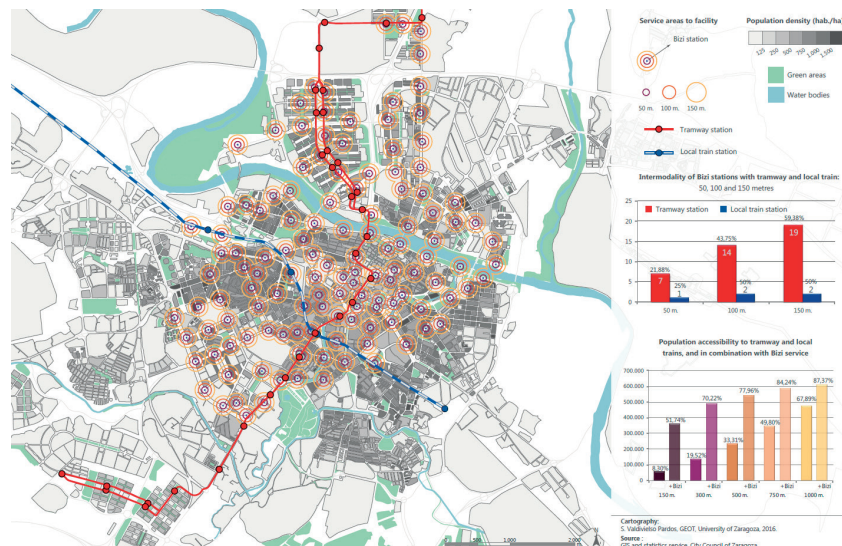 Service areas to facility
Bizi station
50 m. 100 m. 150 m.
Tramway station
Local train station
Population density (hab./ha)
125 250 500 750 1.000 1.500
Green areas
Water bodies
Intermodality of Bizi stations with tramway and local train:
50, 100 and 150 metres
Tramway station Local train station
25
20
15
10
5
0
21,88%
7
25%
1
43,75%
14
50%
2
59,38%
19
50%
2
50 m. 100 m. 150 m.
Population accessibility to tramway and local
trains, and in combination with Bizi service
700.000
600.000
500.000
400.000
300.000
200.000
100.000
0
8,30%
51,74%
19,52%
70,22%
33,31%
77,96%
49,80%
84,24%
67,89%
87,37%
+Bizi +Bizi +Bizi +Bizi +Bizi
150 m. 300 m. 500 m. 750 m. 1000 m.
Cartography:
S. Valdivielso Pardos, GEOT, University of Zaragoza, 2016.
Source :
GIS and statistics service, City Council of Zaragoza
0 500 1.000 2.000
N